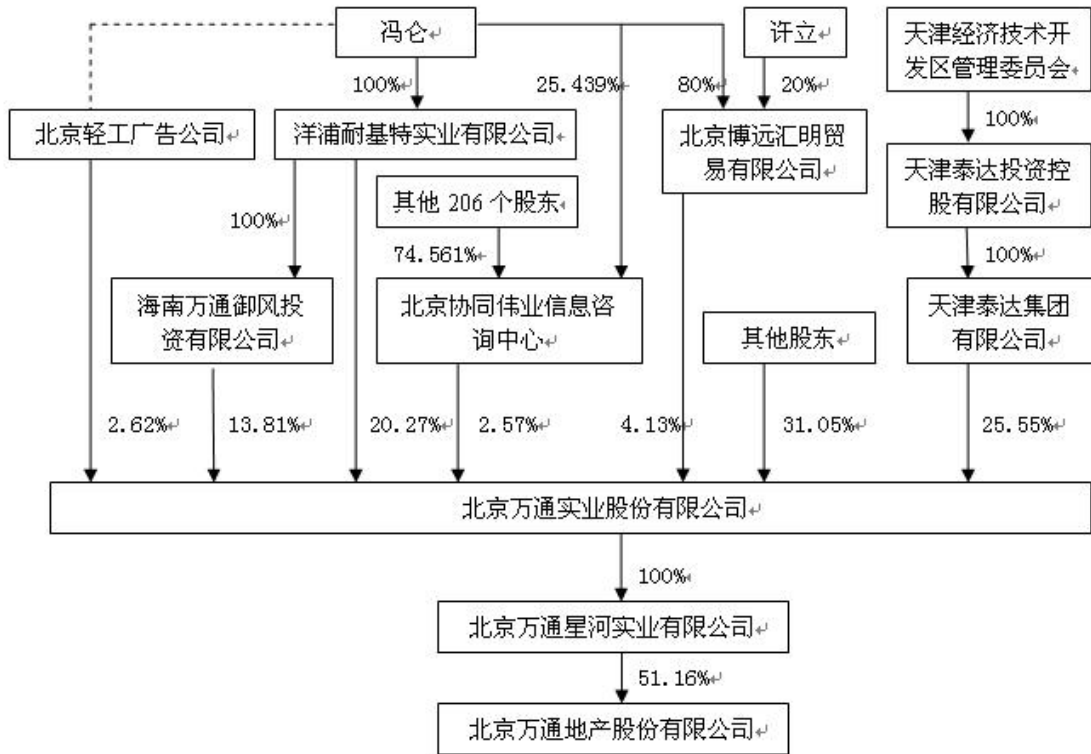 冯仑
许立
天津经济技术开
发区管理委员会
100%
25.439%
80%
20%
100%
北京轻工广告公司
洋浦耐基特实业有限公司
北京博远汇明贸
易有限公司
天津泰达投资控
股有限公司
其他 206 个股东
100%
74.561%
100%
海南万通御风投
资有限公司
北京协同伟业信息咨
询中心
其他股东
天津泰达集团
有限公司
2.62%
13.81%
20.27%
2.57%
4.13%
31.05%
25.55%
北京万通实业股份有限公司
100%
北京万通星河实业有限公司
51.16%
北京万通地产股份有限公司